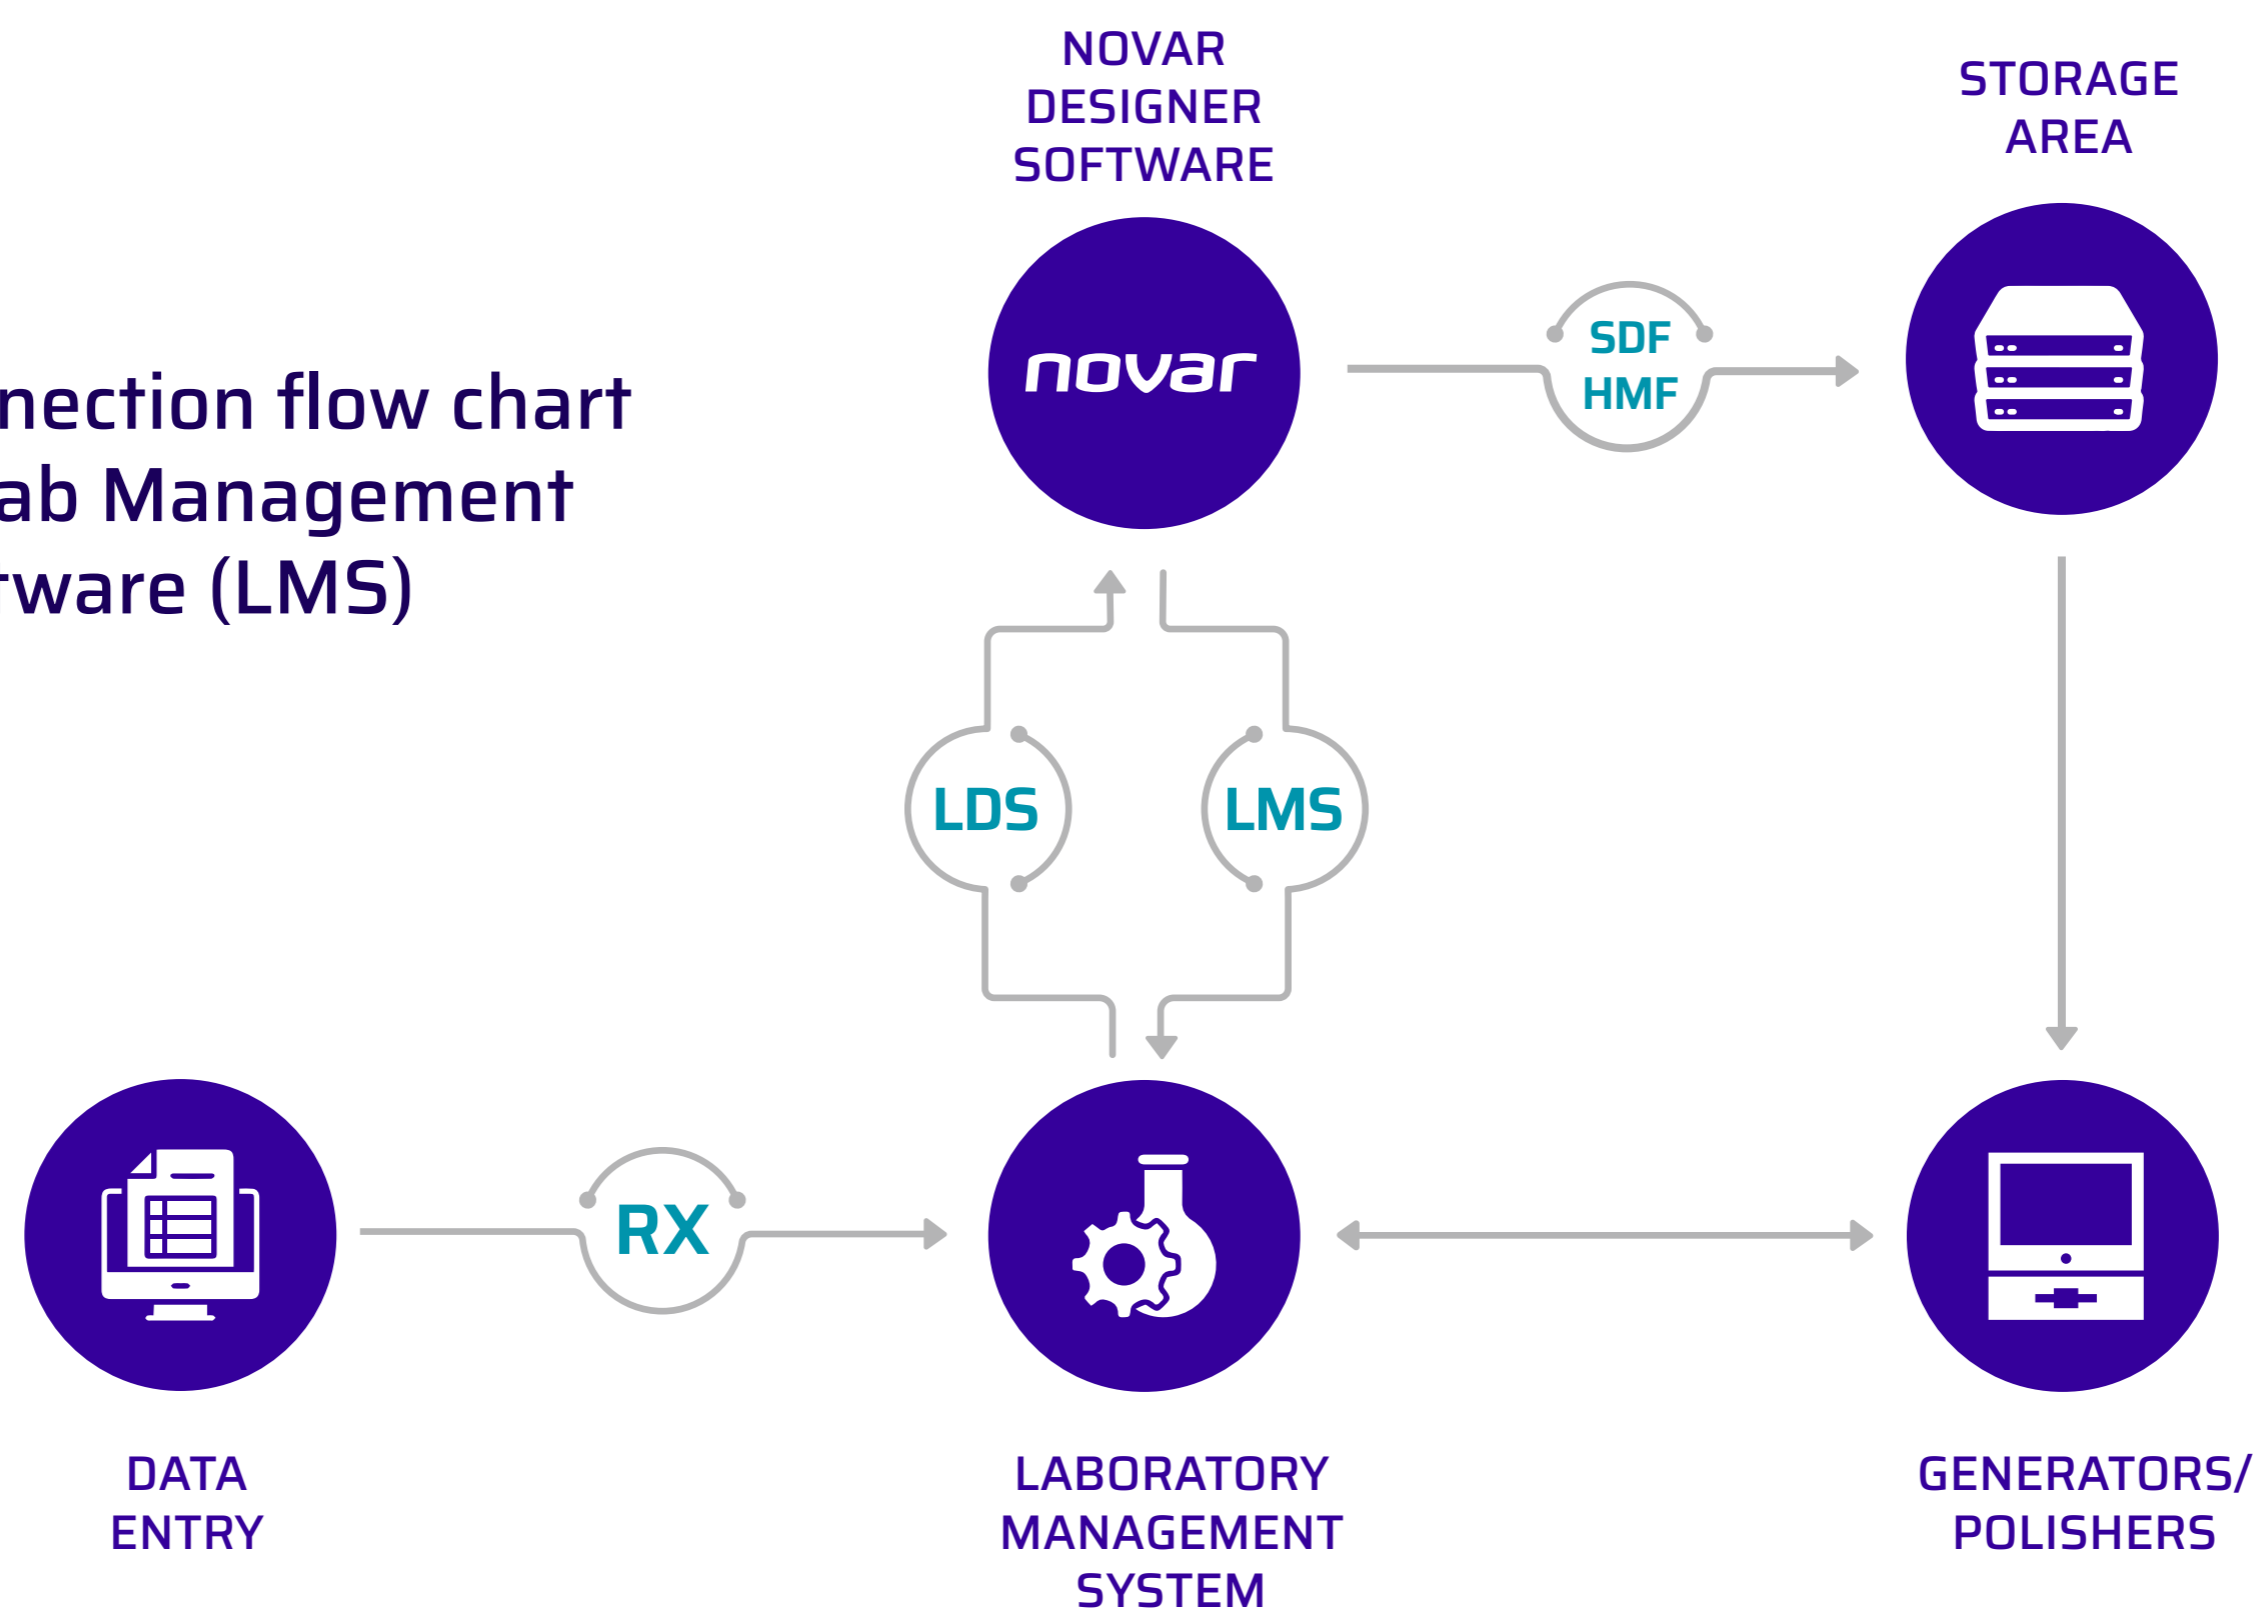 NOVAR
DESIGNER
SOFTWARE
STORAGE
AREA
novar
SDF
HMF
nection flow chart
ab Management
tware (LMS)
LDS
LMS
RX
DATA
ENTRY
LABORATORY
MANAGEMENT
SYSTEM
GENERATORS/
POLISHERS